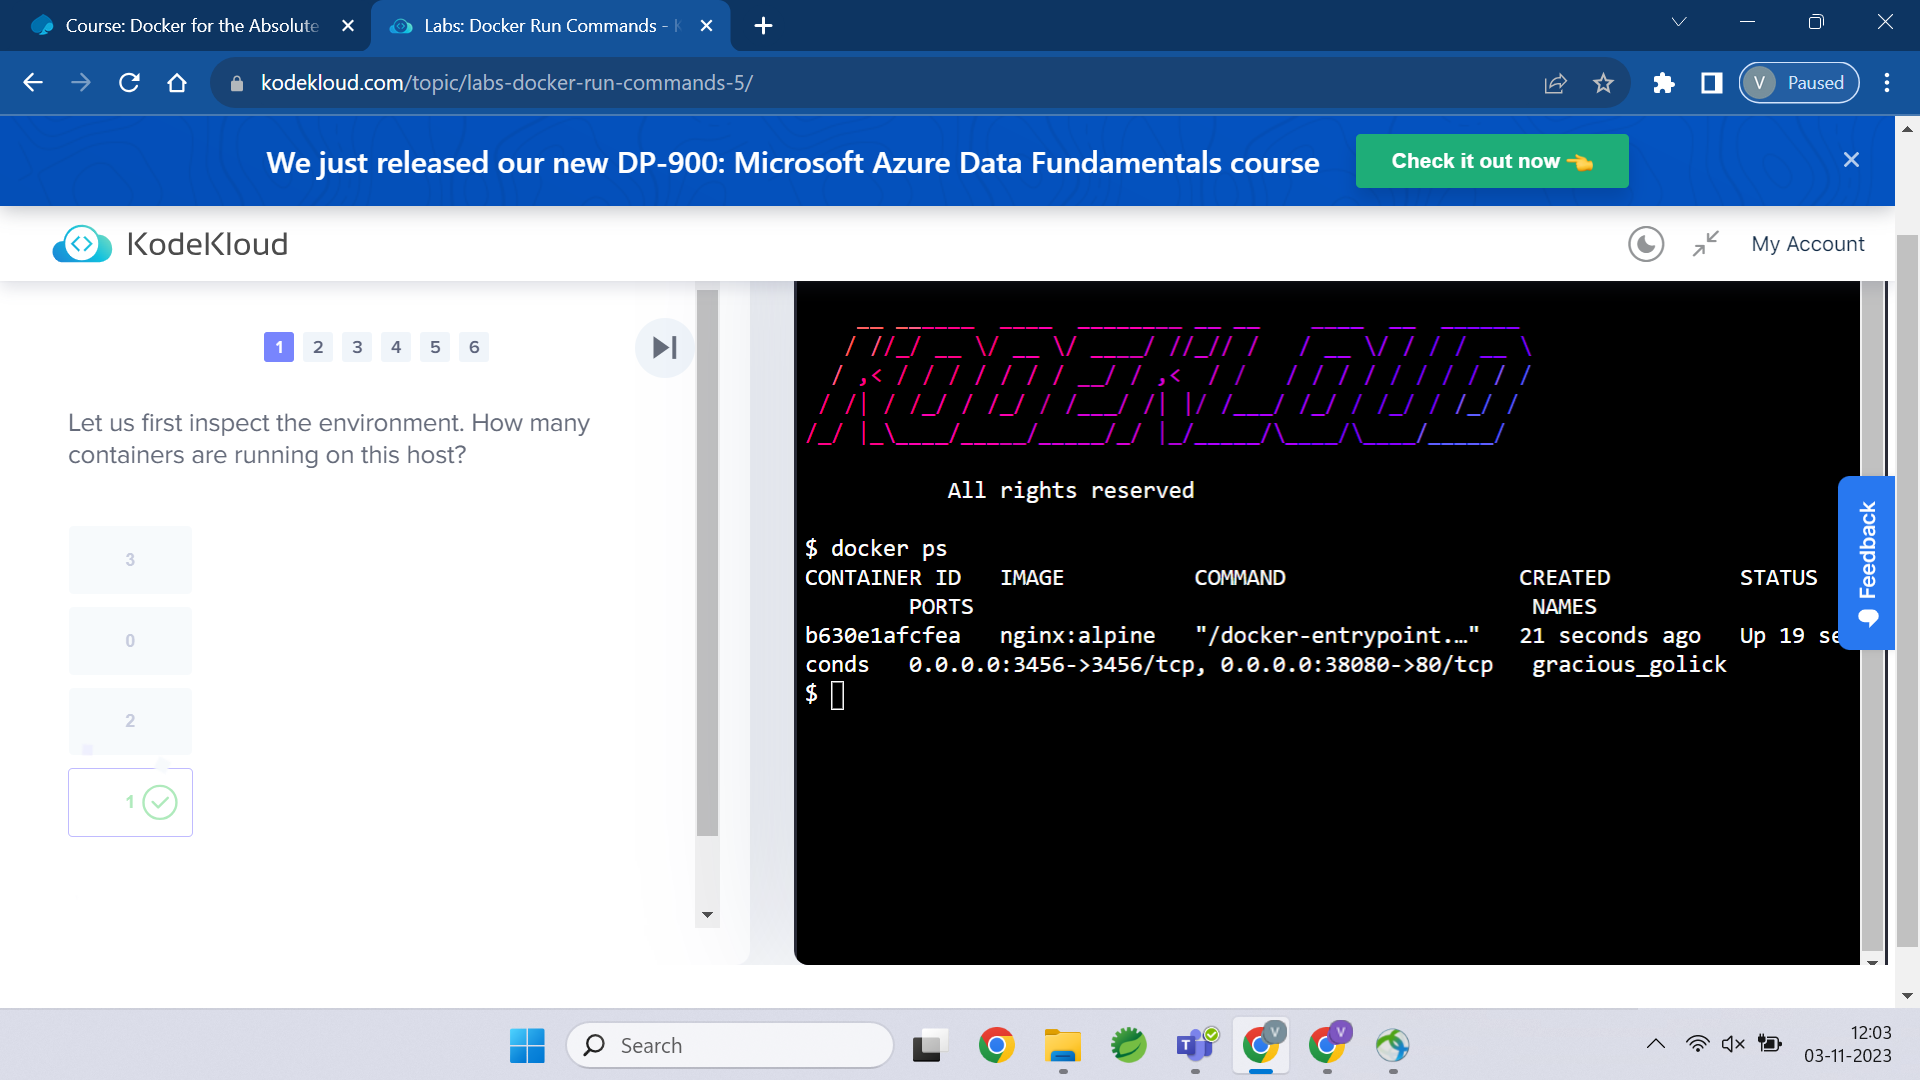 Course: Docker for the Absolute
Labs: Docker Run Commands - K
kodekloud.com/topic/labs-docker-run-commands-5/
V Paused
We just released our new DP-900: Microsoft Azure Data Fundamentals course
Check it out now 👈
KodeKloud
My Account
1 2 3 4 5 6
Let us first inspect the environment. How many
containers are running on this host?
3
0
2
1
KODEKLOUD
All rights reserved
$ docker ps
CONTAINER ID IMAGE COMMAND CREATED STATUS
PORTS NAMES
b630e1afcfea nginx:alpine "/docker-entrypoint.…" 21 seconds ago Up 19 se
conds 0.0.0.0:3456->3456/tcp, 0.0.0.0:38080->80/tcp gracious_golick
$
Feedback
Search
T
V
V
12:03
03-11-2023